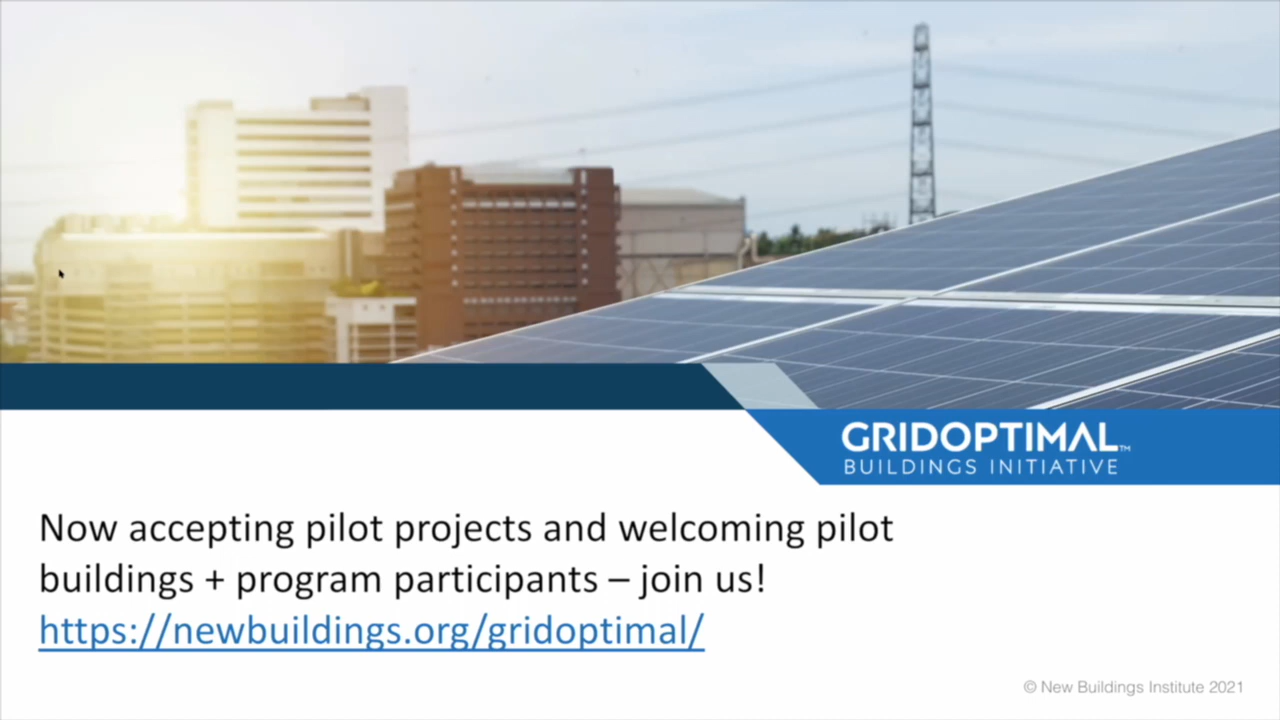 GRIDOPTIMAL™
BUILDINGS INITIATIVE
Now accepting pilot projects and welcoming pilot
buildings + program participants – join us!
https://newbuildings.org/gridoptimal/
© New Buildings Institute 2021